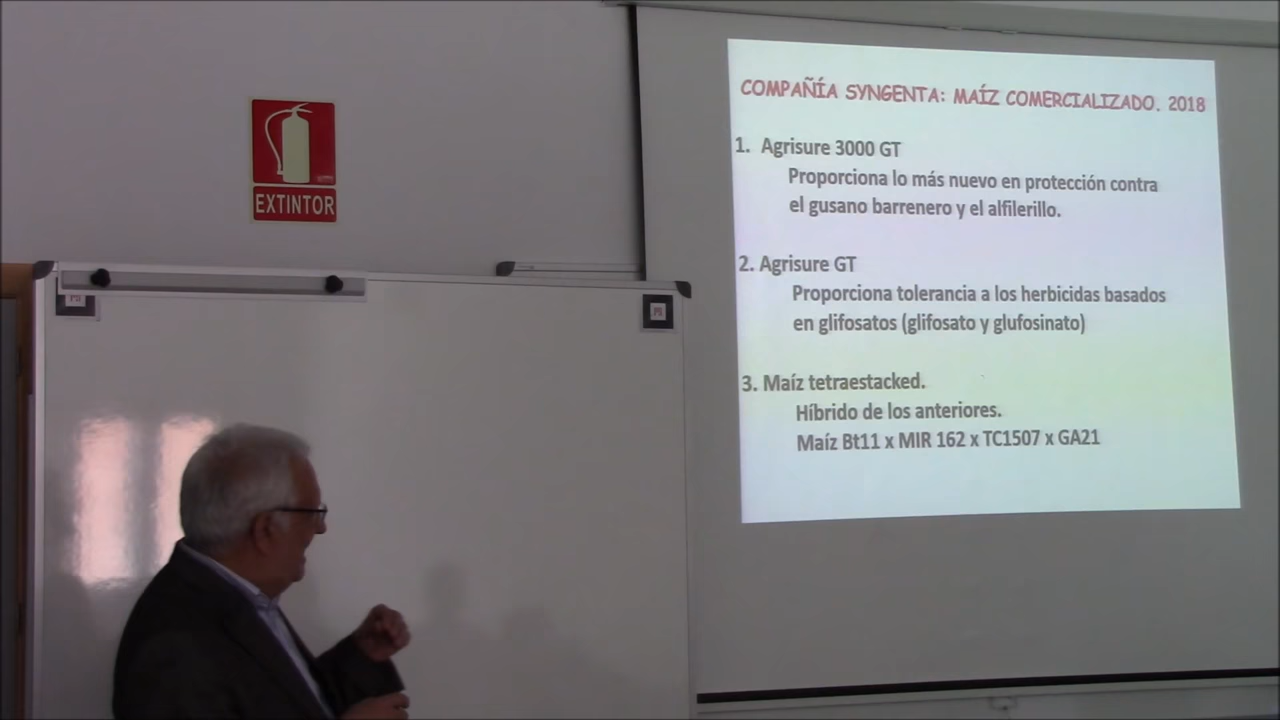 COMPAÑÍA SYNGENTA: MAÍZ COMERCIALIZADO. 2018
1. Agrisure 3000 GT
Proporciona lo más nuevo en protección contra
el gusano barrenero y el alfilerillo.
2. Agrisure GT
Proporciona tolerancia a los herbicidas basados
en glifosatos (glifosato y glufosinato)
3. Maíz tetraestacked.
Híbrido de los anteriores.
Maíz Bt11 x MIR 162 x TC1507 x GA21
EXTINTOR